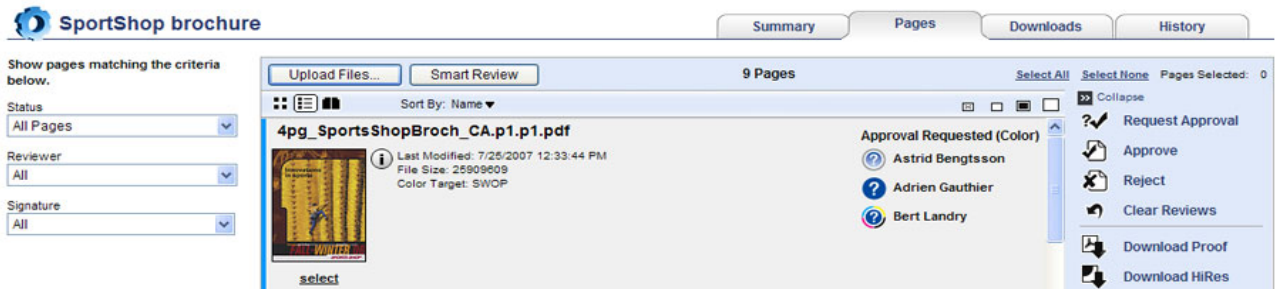 SportShop brochure
Summary
Pages
Downloads
History
Show pages matching the criteria
below.
Status
All Pages
Reviewer
All
Signature
All
Upload Files...
Smart Review
9 Pages
Select All
Select None
Pages Selected: 0
Sort By: Name
Collapse
4pg_SportsShopBroch_CA.p1.p1.pdf
Last Modified: 7/25/2007 12:33:44 PM
File Size: 25909609
Color Target: SWOP
FALL WINTER
select
Approval Requested (Color)
Astrid Bengtsson
Adrien Gauthier
Bert Landry
Request Approval
Approve
Reject
Clear Reviews
Download Proof
Download HiRes